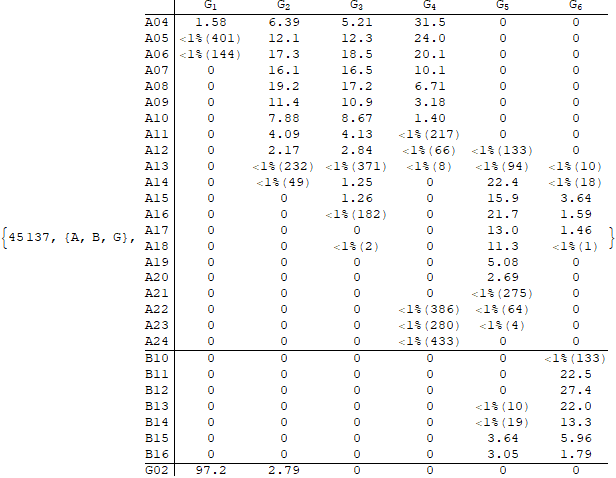 G1 G2 G3 G4 G5 G6
A04 1.58 6.39 5.21 31.5 0 0
A05 <1%(401) 12.1 12.3 24.0 0 0
A06 <1%(144) 17.3 18.5 20.1 0 0
A07 0 16.1 16.5 10.1 0 0
A08 0 19.2 17.2 6.71 0 0
A09 0 11.4 10.9 3.18 0 0
A10 0 7.88 8.67 1.40 0 0
A11 0 4.09 4.13 <1%(217) 0 0
A12 0 2.17 2.84 <1%(66) <1%(133) 0
A13 0 <1%(232) <1%(371) <1%(8) <1%(94) <1%(10)
A14 0 <1%(49) 1.25 0 22.4 <1%(18)
A15 0 0 1.26 0 15.9 3.64
A16 0 0 <1%(182) 0 21.7 1.59
A17 0 0 0 0 13.0 1.46
{45137, {A, B, G}, }
A18 0 0 <1%(2) 0 11.3 <1%(1)
A19 0 0 0 0 5.08 0
A20 0 0 0 0 2.69 0
A21 0 0 0 0 <1%(275) 0
A22 0 0 0 <1%(386) <1%(64) 0
A23 0 0 0 <1%(280) <1%(4) 0
A24 0 0 0 <1%(433) 0 0
B10 0 0 0 0 0 <1%(133)
B11 0 0 0 0 0 22.5
B12 0 0 0 0 0 27.4
B13 0 0 0 0 <1%(10) 22.0
B14 0 0 0 0 <1%(19) 13.3
B15 0 0 0 0 3.64 5.96
B16 0 0 0 0 3.05 1.79
G02 97.2 2.79 0 0 0 0